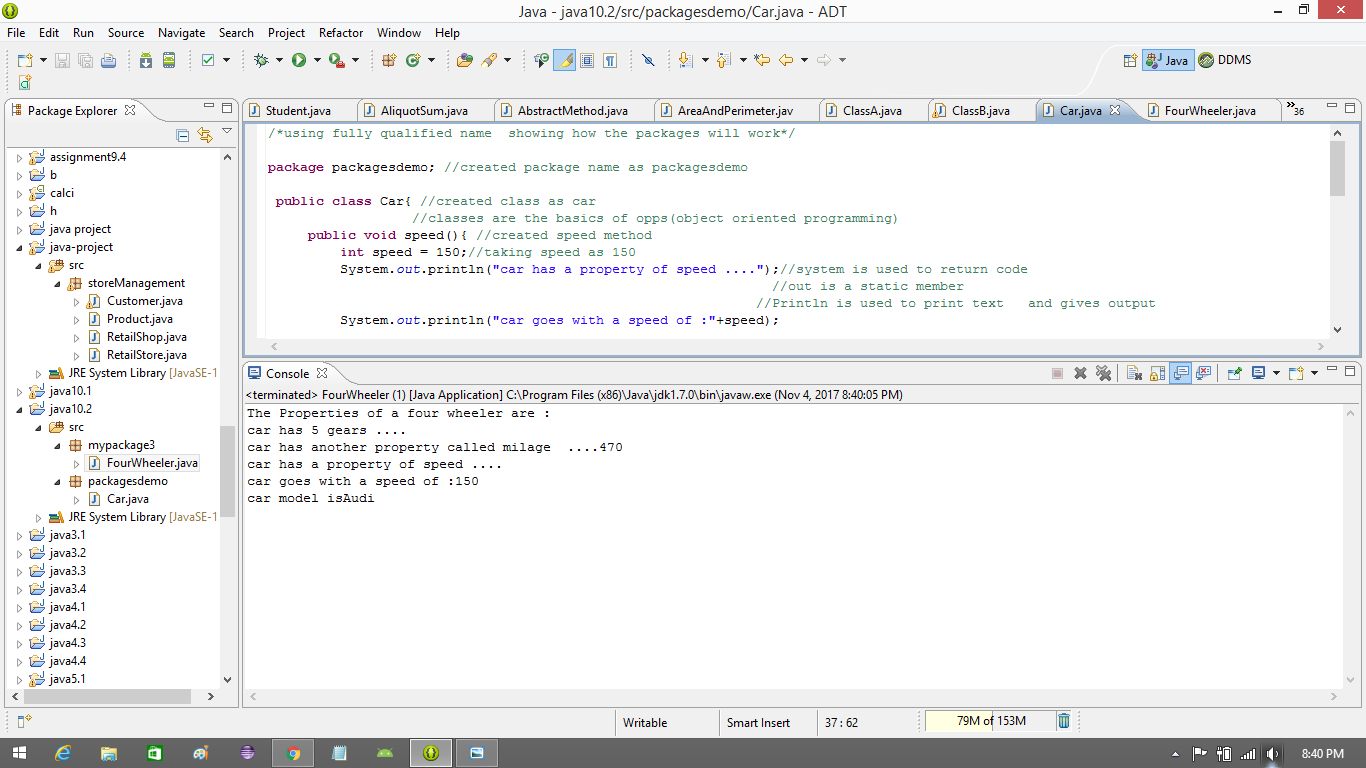 Java - java10.2/src/packagesdemo/Car.java - ADT
File Edit Run Source Navigate Search Project Refactor Window Help
Java DDMS
Package Explorer
assignment9.4
b
calci
h
java project
java-project
src
storeManagement
Customer.java
Product.java
RetailShop.java
RetailStore.java
JRE System Library [JavaSE-1
java10.1
java10.2
src
mypackage3
FourWheeler.java
packagesdemo
Car.java
JRE System Library [JavaSE-1
java3.1
java3.2
java3.3
java3.4
java4.1
java4.2
java4.3
java4.4
java5.1
Student.java AliquotSum.java AbstractMethod.java AreaAndPerimeter.jav ClassA.java ClassB.java Car.java FourWheeler.java »36
/*using fully qualified name  showing how the packages will work*/
package packagesdemo; //created package name as packagesdemo
public class Car{ //created class as car
//classes are the basics of opps(object oriented programming)
public void speed(){ //created speed method
int speed = 150;//taking speed as 150
System.out.println("car has a property of speed ....");//system is used to return code
//out is a static member
//Println is used to print text   and gives output
System.out.println("car goes with a speed of :"+speed);
Console
<terminated> FourWheeler (1) [Java Application] C:\Program Files (x86)\Java\jdk1.7.0\bin\javaw.exe (Nov 4, 2017 8:40:05 PM)
The Properties of a four wheeler are :
car has 5 gears ....
car has another property called milage  ....470
car has a property of speed ....
car goes with a speed of :150
car model isAudi
Writable Smart Insert 37 : 62 79M of 153M
8:40 PM